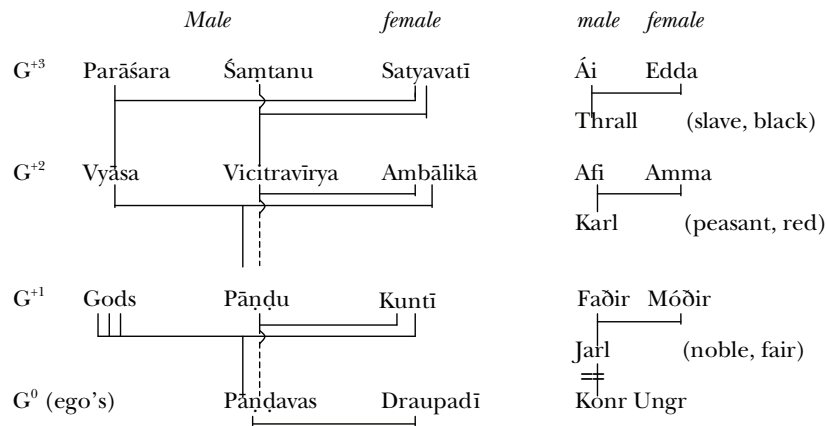 Male female male female
G+3 Parāśara Śaṃtanu Satyavatī Ái Edda
Thrall (slave, black)
G+2 Vyāsa Vicitravīrya Ambālikā Afi Amma
Karl (peasant, red)
G+1 Gods Pāṇḍu Kuntī Faðir Móðir
Jarl (noble, fair)
G0 (ego's) Pāṇḍavas Draupadī Konr Ungr